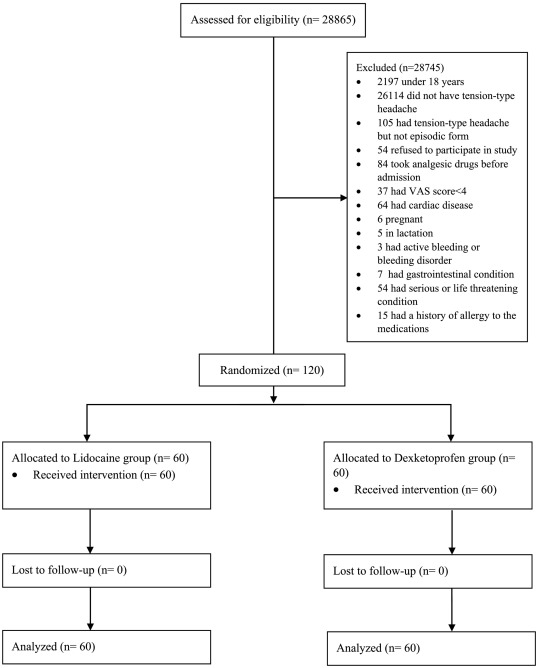 Assessed for eligibility (n= 28865)
Excluded (n=28745)
• 2197 under 18 years
• 26114 did not have tension-type
headache
• 105 had tension-type headache
but not episodic form
• 54 refused to participate in study
• 84 took analgesic drugs before
admission
• 37 had VAS score<4
• 64 had cardiac disease
• 6 pregnant
• 5 in lactation
• 3 had active bleeding or
bleeding disorder
• 7 had gastrointestinal condition
• 54 had serious or life threatening
condition
• 15 had a history of allergy to the
medications
Randomized (n= 120)
Allocated to Lidocaine group (n= 60)
• Received intervention (n= 60)
Allocated to Dexketoprofen group (n=
60)
• Received intervention (n= 60)
Lost to follow-up (n= 0)
Lost to follow-up (n= 0)
Analyzed (n= 60)
Analyzed (n= 60)